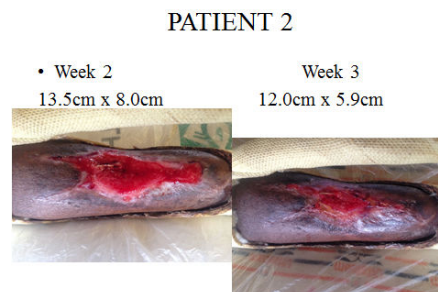 PATIENT 2
• Week 2
13.5cm x 8.0cm
Week 3
12.0cm x 5.9cm